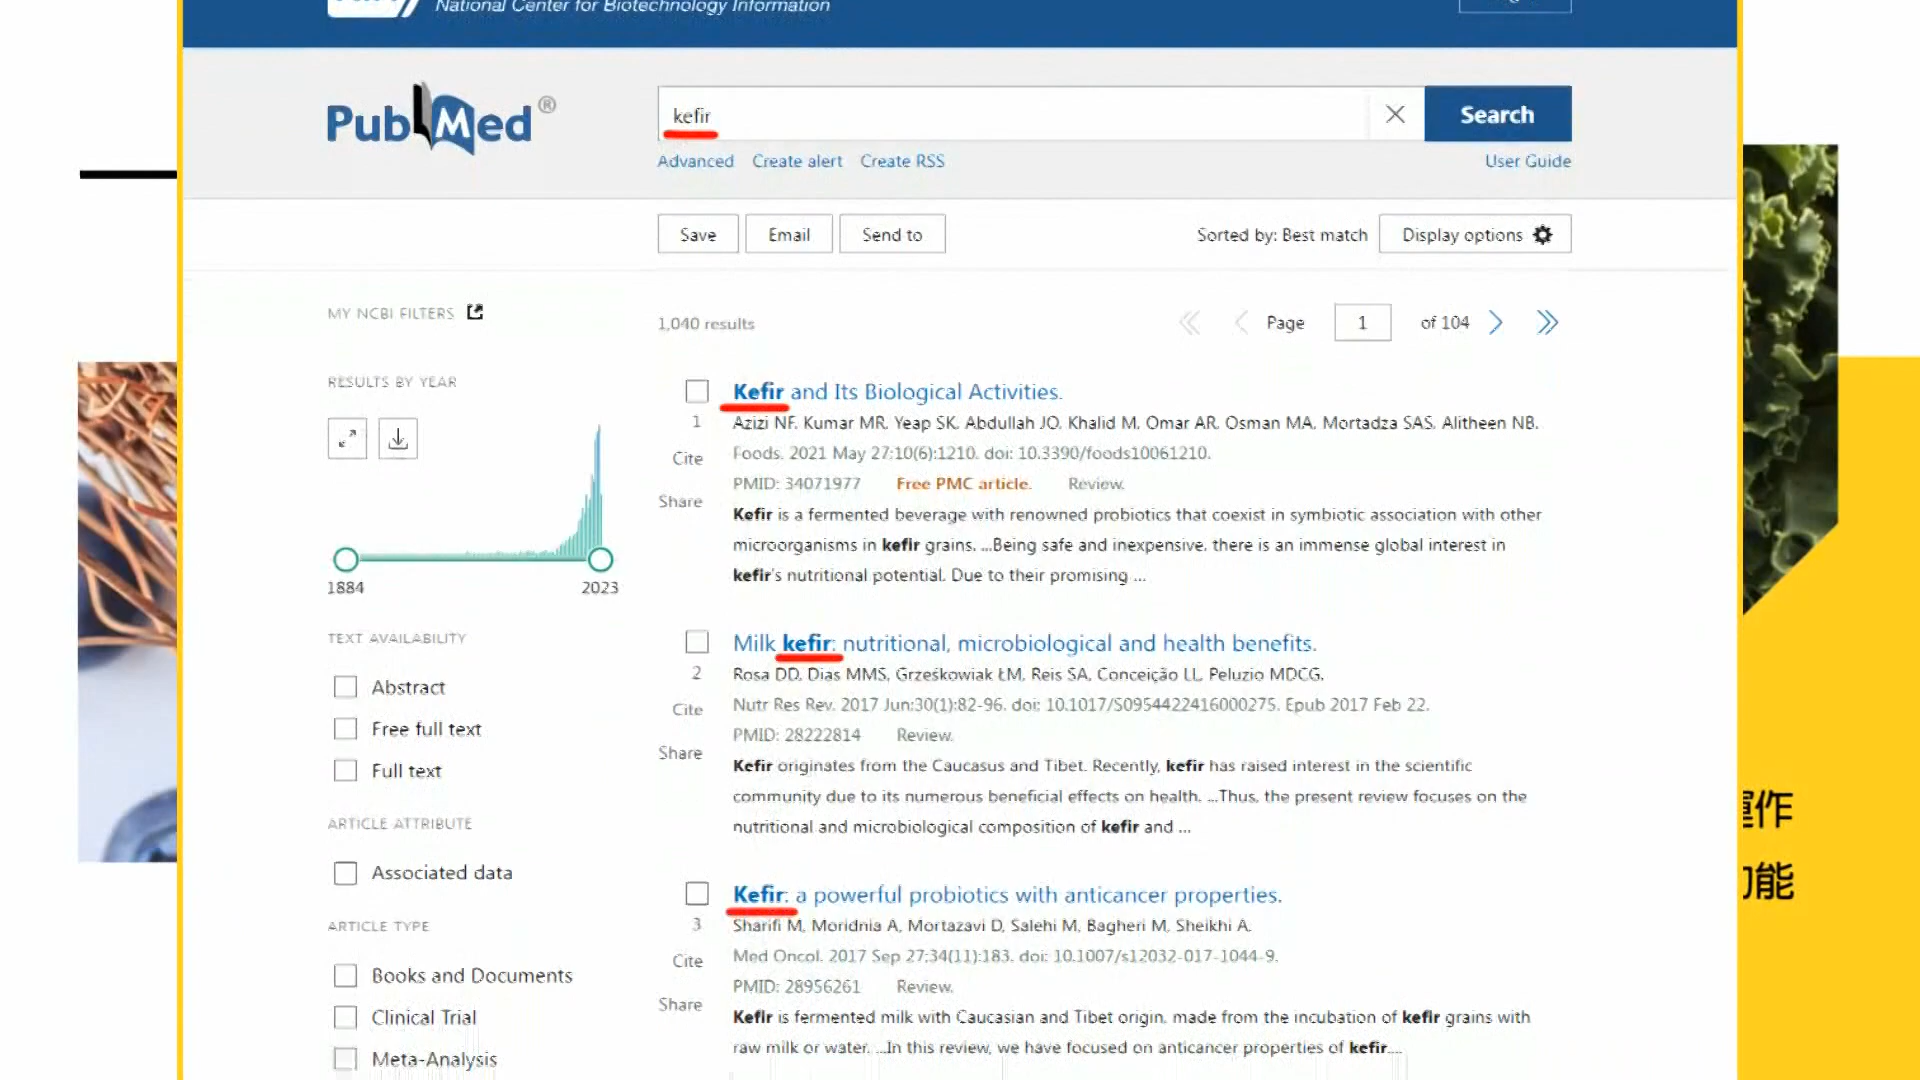 National Center for Biotechnology Information
PubMed®
kefir
Search
Advanced Create alert Create RSS
User Guide
Save Email Send to
Sorted by: Best match
Display options
MY NCBI FILTERS
1,040 results
Page 1 of 104
RESULTS BY YEAR
1884 2023
TEXT AVAILABILITY
Abstract
Free full text
Full text
ARTICLE ATTRIBUTE
Associated data
ARTICLE TYPE
Books and Documents
Clinical Trial
Meta-Analysis
Kefir and Its Biological Activities.
1
Cite
Share
Azizi NF, Kumar MR, Yeap SK, Abdullah JO, Khalid M, Omar AR, Osman MA, Mortadza SAS, Alitheen NB.
Foods. 2021 May 27;10(6):1210. doi: 10.3390/foods10061210.
PMID: 34071977 Free PMC article. Review.
Kefir is a fermented beverage with renowned probiotics that coexist in symbiotic association with other
microorganisms in kefir grains. ...Being safe and inexpensive, there is an immense global interest in
kefir's nutritional potential. Due to their promising ...
Milk kefir: nutritional, microbiological and health benefits.
2
Cite
Share
Rosa DD, Dias MMS, Grześkowiak ŁM, Reis SA, Conceição LL, Peluzio MDCG.
Nutr Res Rev. 2017 Jun;30(1):82-96. doi: 10.1017/S0954422416000275. Epub 2017 Feb 22.
PMID: 28222814 Review.
Kefir originates from the Caucasus and Tibet. Recently, kefir has raised interest in the scientific
community due to its numerous beneficial effects on health. ...Thus, the present review focuses on the
nutritional and microbiological composition of kefir and ...
Kefir: a powerful probiotics with anticancer properties.
3
Cite
Share
Sharifi M, Moridnia A, Mortazavi D, Salehi M, Bagheri M, Sheikhi A.
Med Oncol. 2017 Sep 27;34(11):183. doi: 10.1007/s12032-017-1044-9.
PMID: 28956261 Review.
Kefir is fermented milk with Caucasian and Tibet origin, made from the incubation of kefir grains with
raw milk or water. ...In this review, we have focused on anticancer properties of kefir....
作
能